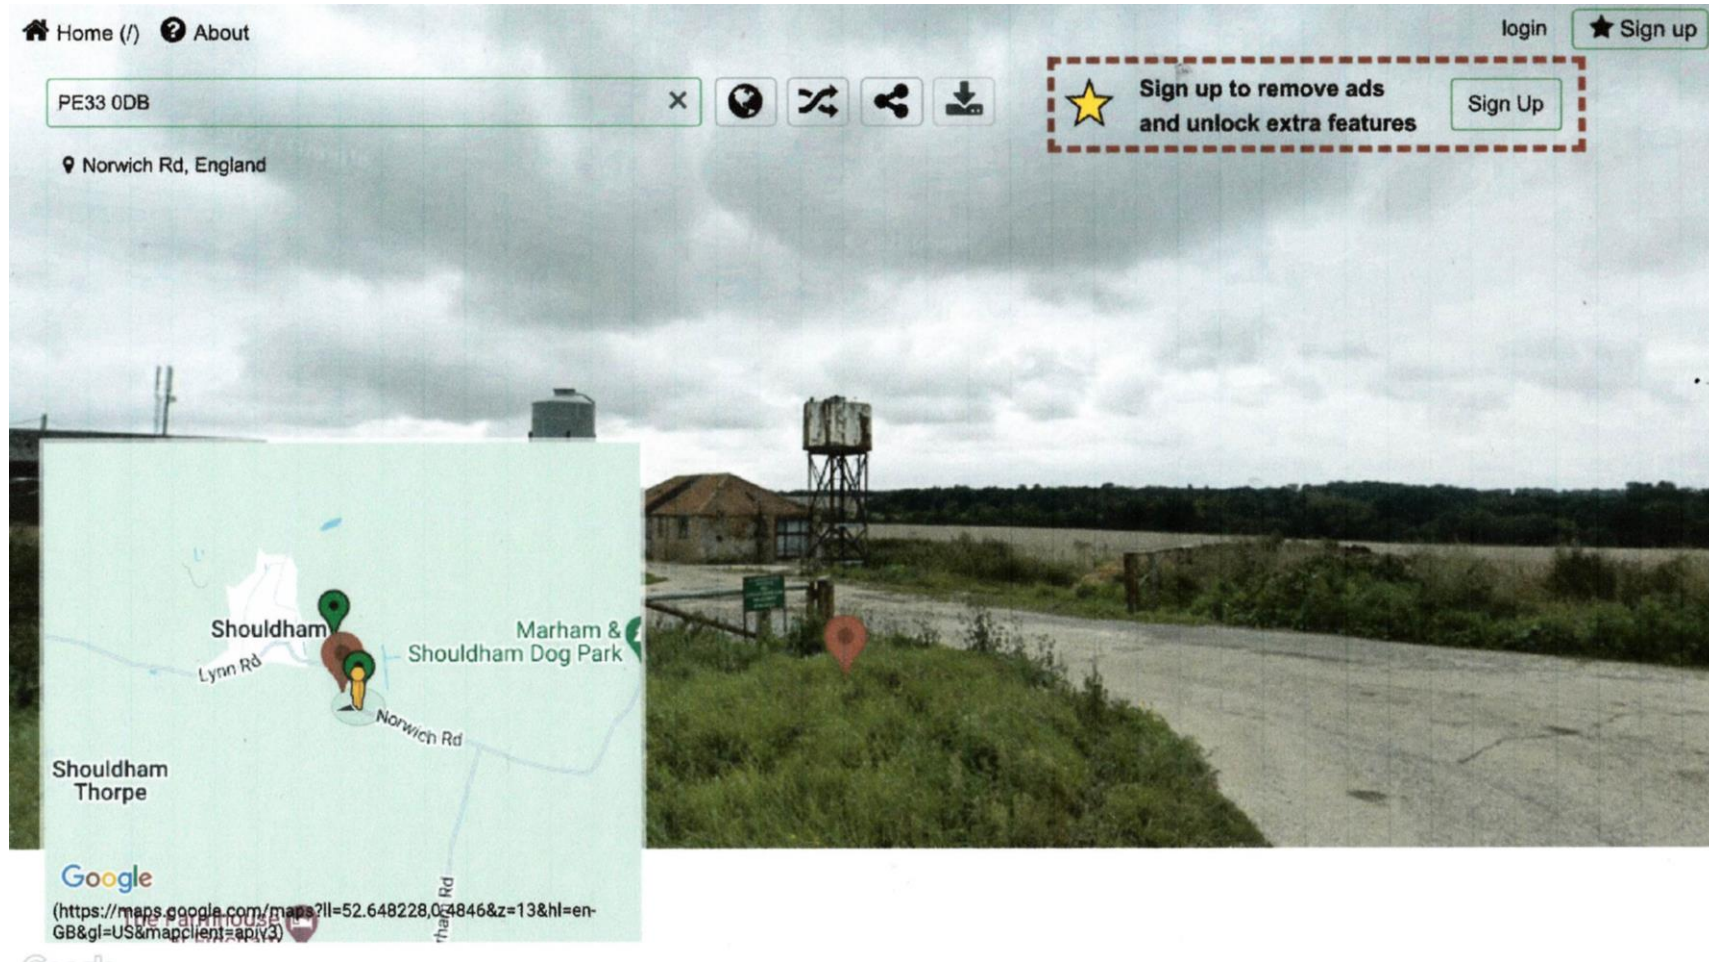 Home (/) About
login Sign up
PE33 0DB
Sign up to remove ads
and unlock extra features
Sign Up
Norwich Rd, England
Shouldham
Lynn Rd
Marham &
Shouldham Dog Park
Norwich Rd
Shouldham
Thorpe
Google
(https://maps.google.com/maps?ll=52.648228,0.4846&z=13&hl=en-
GB&gl=US&mapclient=apiv3)
The Farmhouse